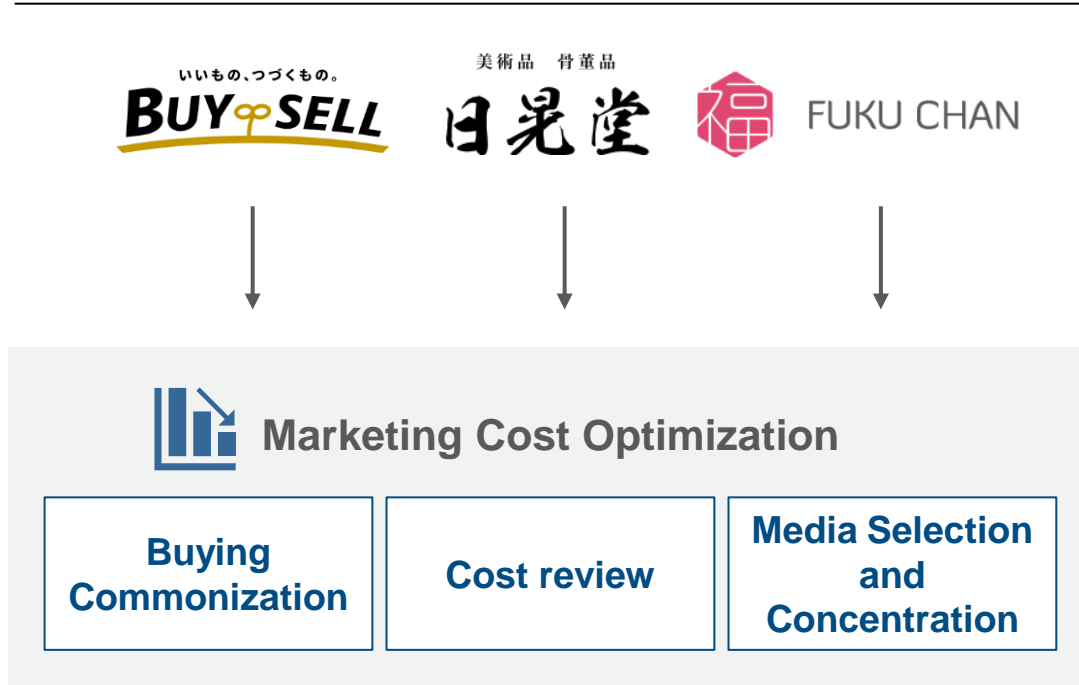 いいもの、つづくもの。
BUY SELL
美術品 骨董品
日晃堂
福 FUKU CHAN
Marketing Cost Optimization
Buying
Commonization
Cost review
Media Selection
and
Concentration